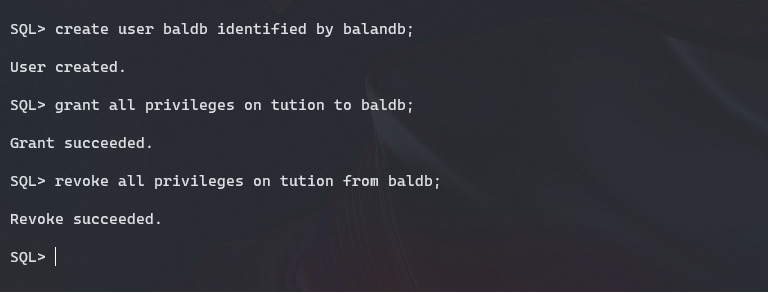 SQL> create user baldb identified by balandb;
User created.
SQL> grant all privileges on tution to baldb;
Grant succeeded.
SQL> revoke all privileges on tution from baldb;
Revoke succeeded.
SQL>